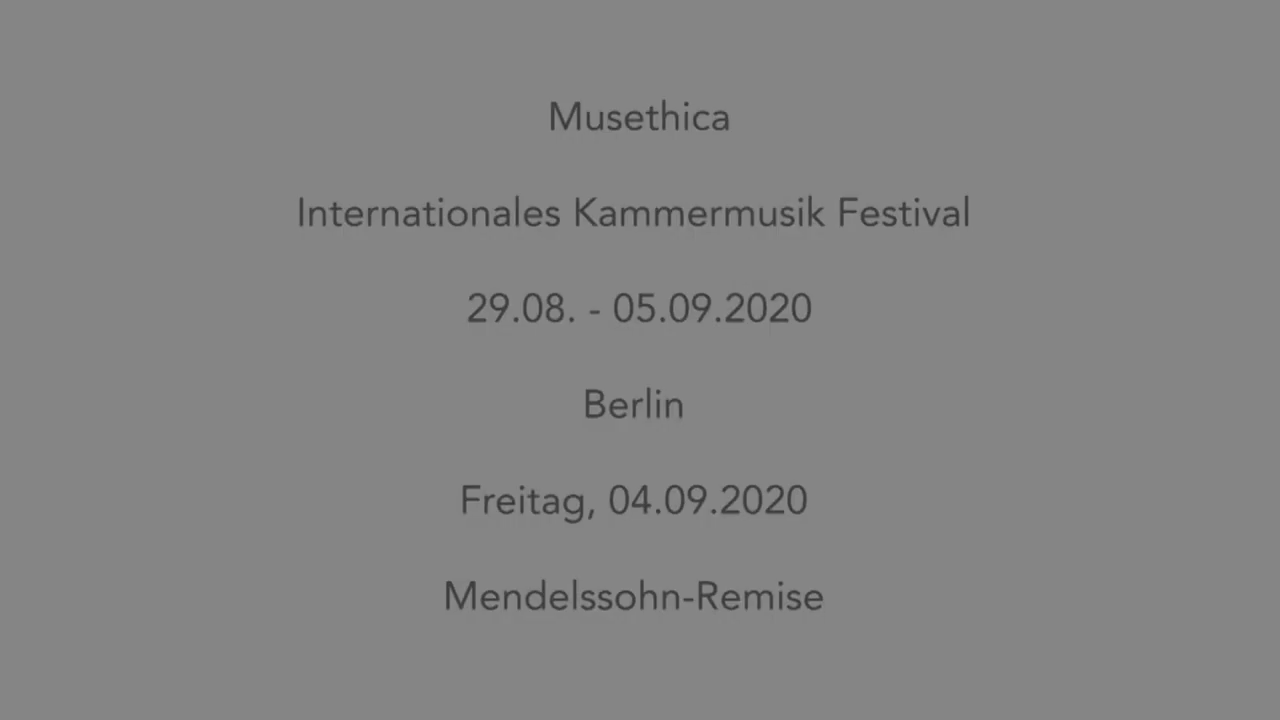 Musethica
Internationales Kammermusik Festival
29.08. - 05.09.2020
Berlin
Freitag, 04.09.2020
Mendelssohn-Remise